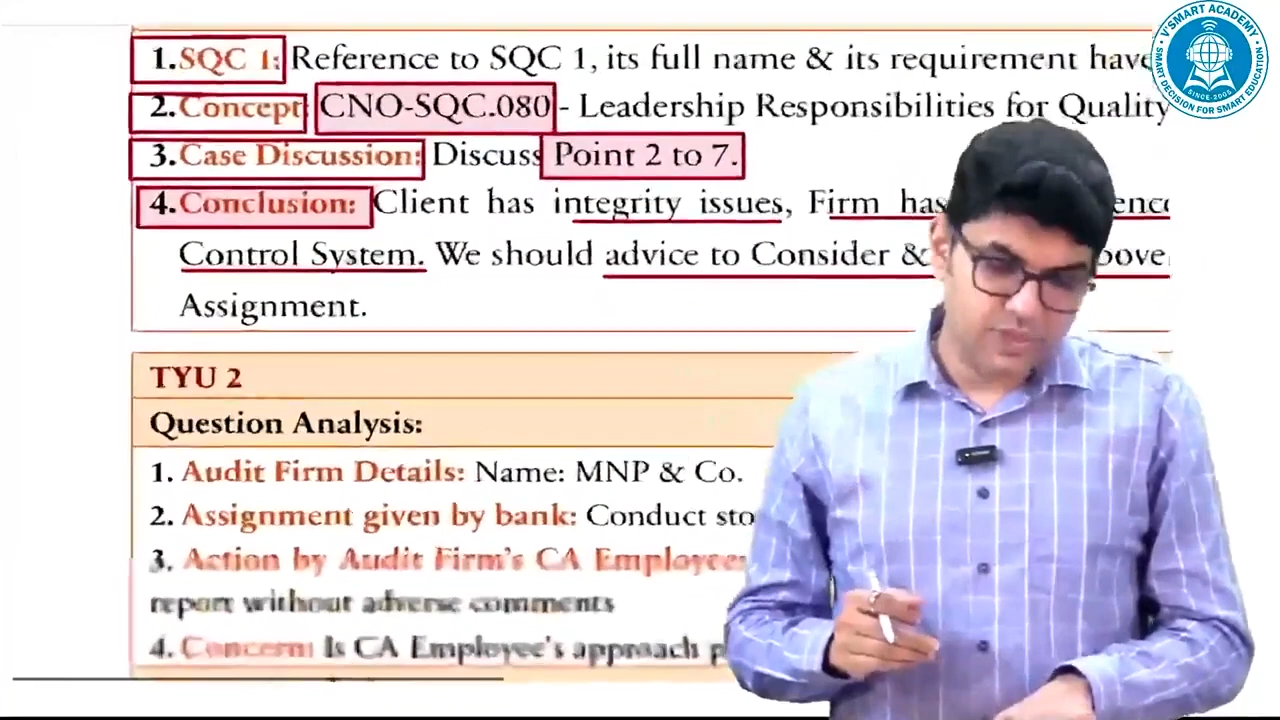 1.SQC 1: Reference to SQC 1, its full name & its requirement have
2.Concept: CNO-SQC.080 - Leadership Responsibilities for Quality
3.Case Discussion: Discuss Point 2 to 7.
4.Conclusion: Client has integrity issues, Firm has
Control System. We should advice to Consider &
Assignment.
TYU 2
Question Analysis:
1. Audit Firm Details: Name: MNP & Co.
2. Assignment given by bank: Conduct
3. Action by Audit Firm's CA Employee:
report without adverse comments
4. Concern: Is CA Employee's approach
V'SMART ACADEMY
SMART DECISION FOR SMART EDUCATION
SINCE-2005